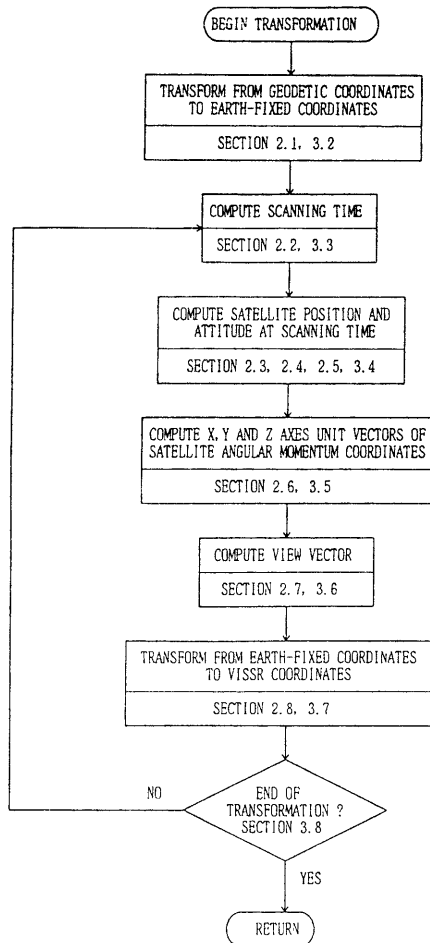 BEGIN TRANSFORMATION
TRANSFORM FROM GEODETIC COORDINATES
TO EARTH-FIXED COORDINATES
SECTION 2.1, 3.2
COMPUTE SCANNING TIME
SECTION 2.2, 3.3
COMPUTE SATELLITE POSITION AND
ATTITUDE AT SCANNING TIME
SECTION 2.3, 2.4, 2.5, 3.4
COMPUTE X,Y AND Z AXES UNIT VECTORS OF
SATELLITE ANGULAR MOMENTUM COORDINATES
SECTION 2.6, 3.5
COMPUTE VIEW VECTOR
SECTION 2.7, 3.6
TRANSFORM FROM EARTH-FIXED COORDINATES
TO VISSR COORDINATES
SECTION 2.8, 3.7
NO
END OF
TRANSFORMATION ?
SECTION 3.8
YES
RETURN